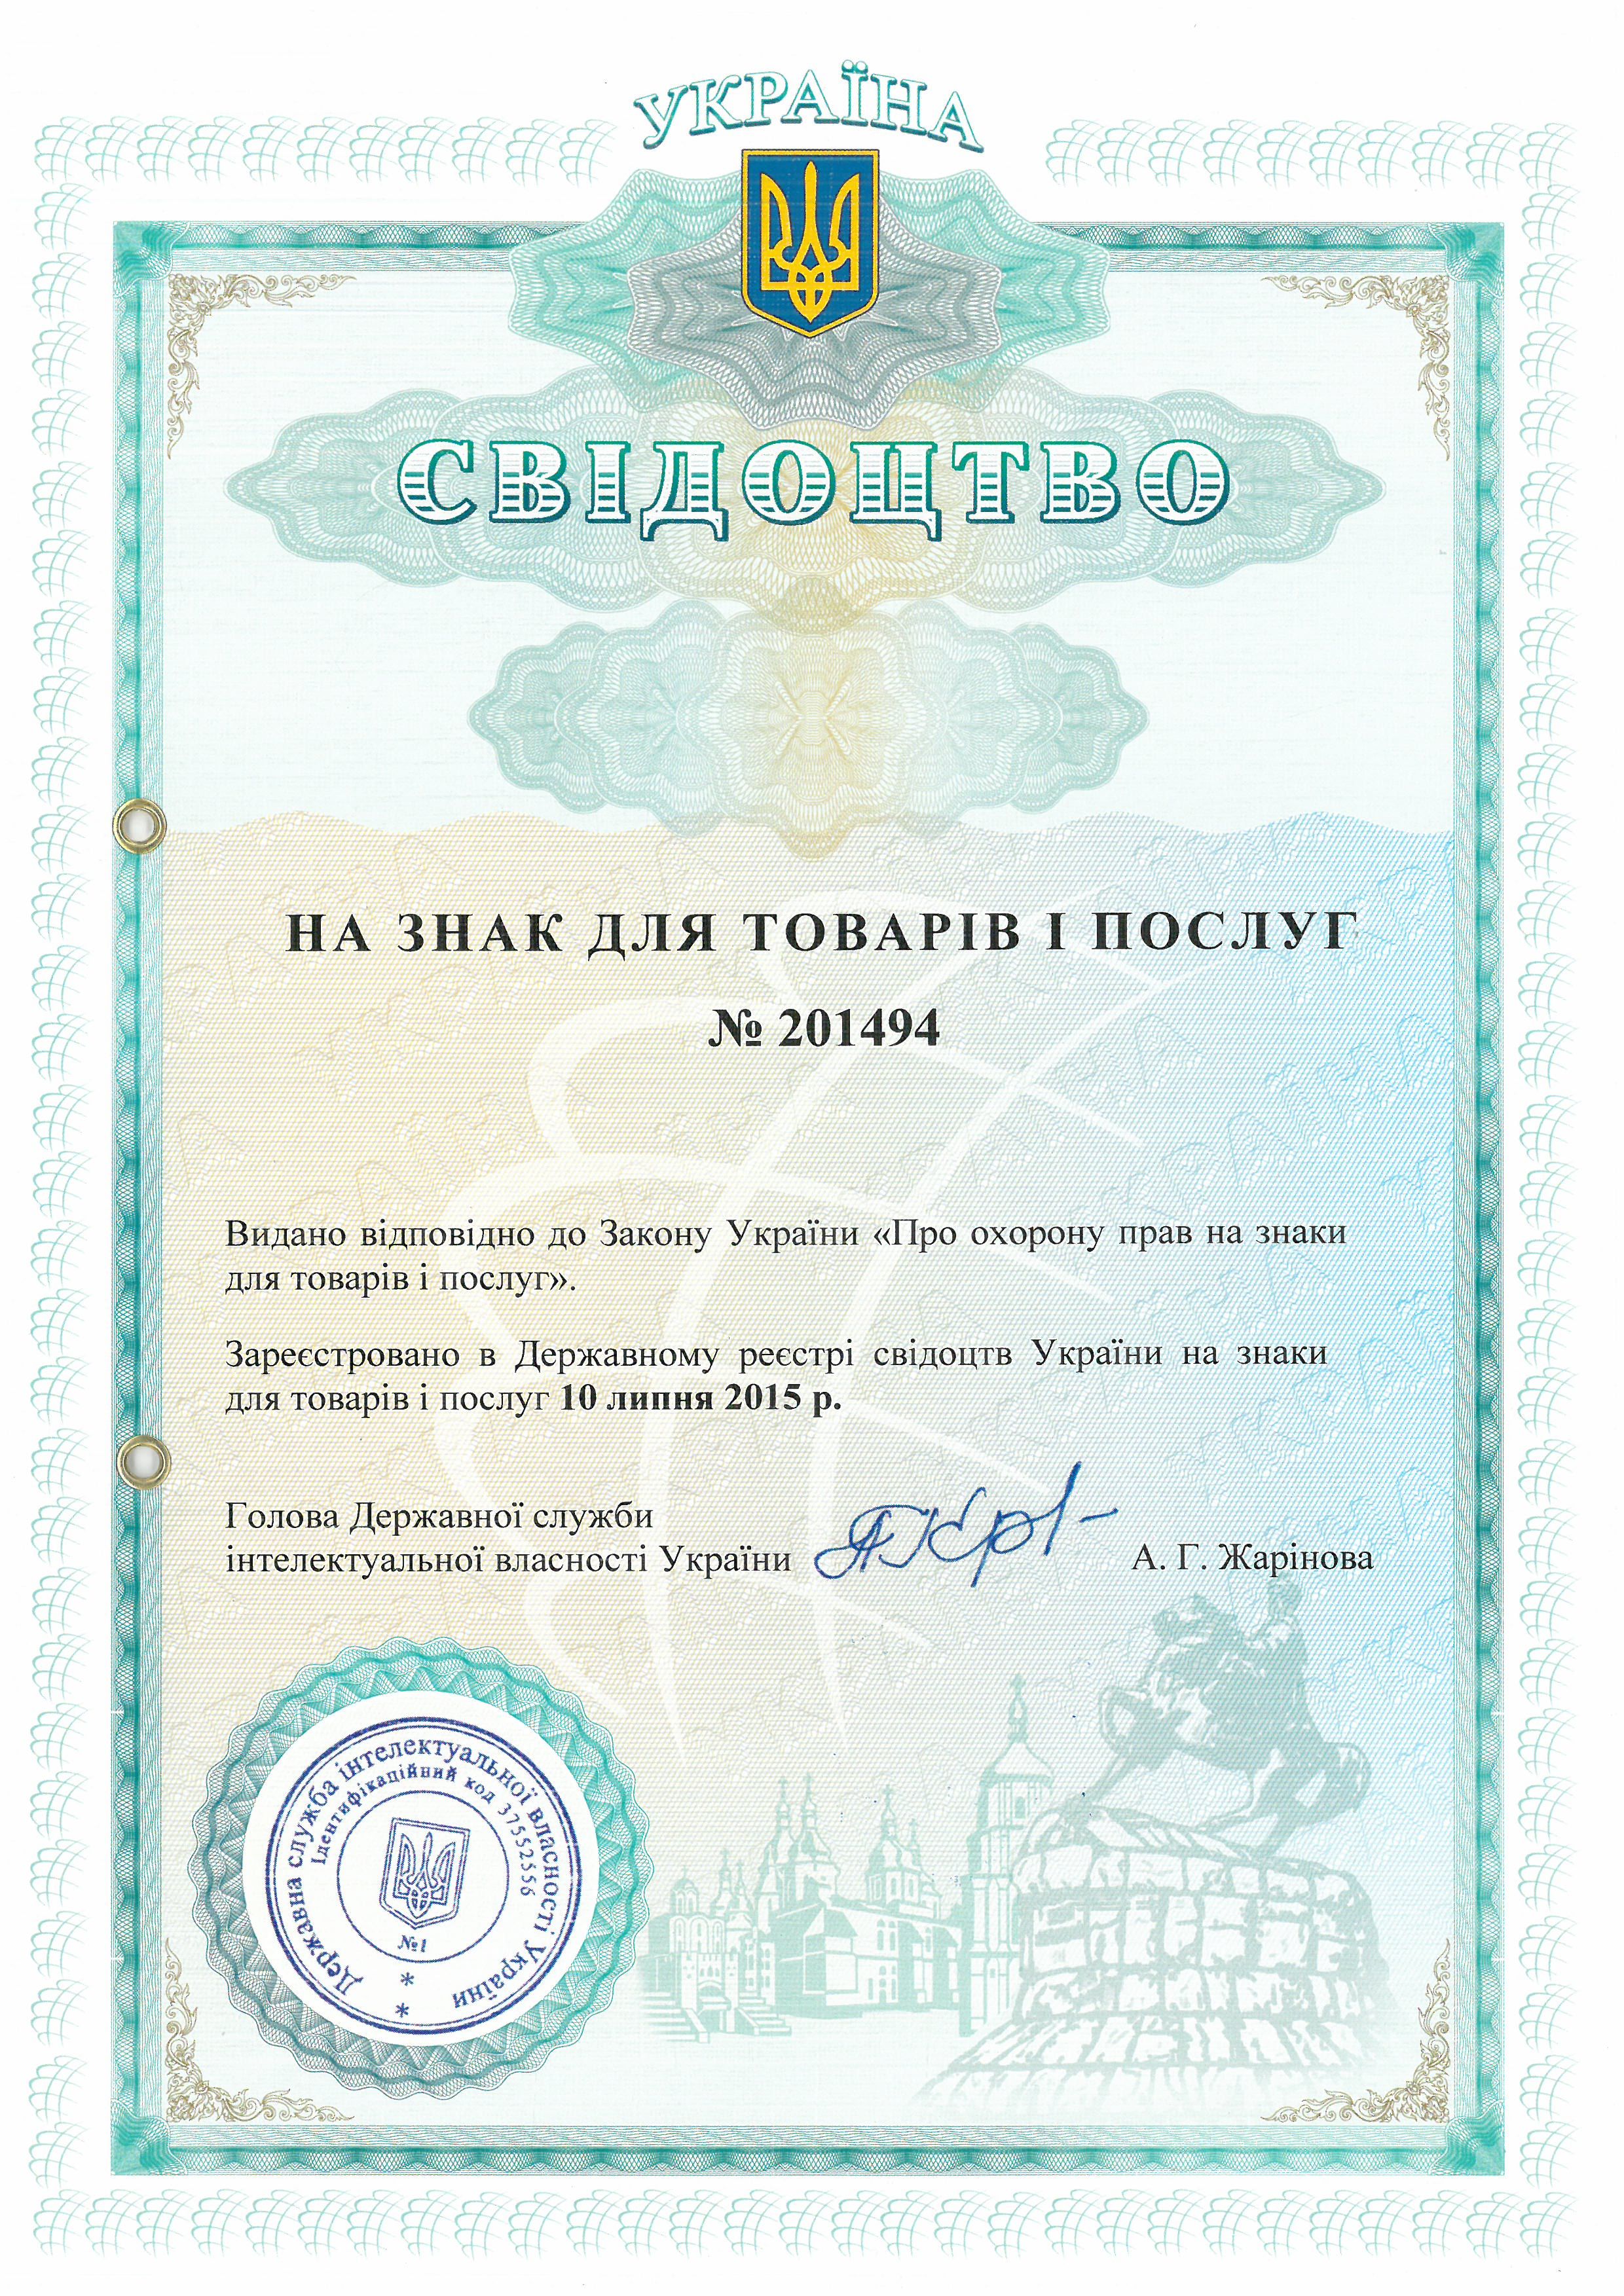 УКРАЇНА
СВІДОЦТВО
НА ЗНАК ДЛЯ ТОВАРІВ І ПОСЛУГ
№ 201494
Видано відповідно до Закону України «Про охорону прав на знаки
для товарів і послуг».
Зареєстровано в Державному реєстрі свідоцтв України на знаки
для товарів і послуг 10 липня 2015 р.
Голова Державної служби
інтелектуальної власності України
А. Г. Жарінова
Державна служба інтелектуальної власності України
Ідентифікаційний код 37552556
№1
* *